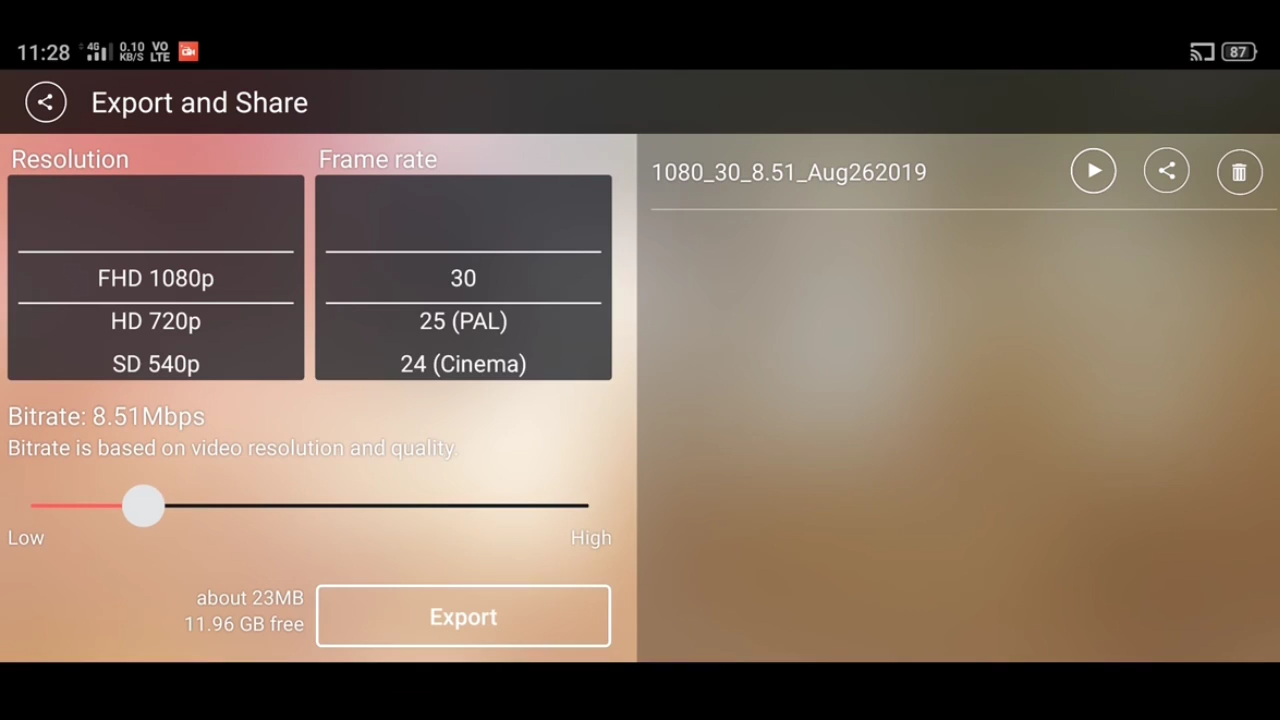 11:28 4G 0.10 KB/S VO LTE 87
Export and Share
Resolution
FHD 1080p
HD 720p
SD 540p
Frame rate
30
25 (PAL)
24 (Cinema)
Bitrate: 8.51Mbps
Bitrate is based on video resolution and quality.
Low
High
about 23MB
11.96 GB free
Export
1080_30_8.51_Aug262019